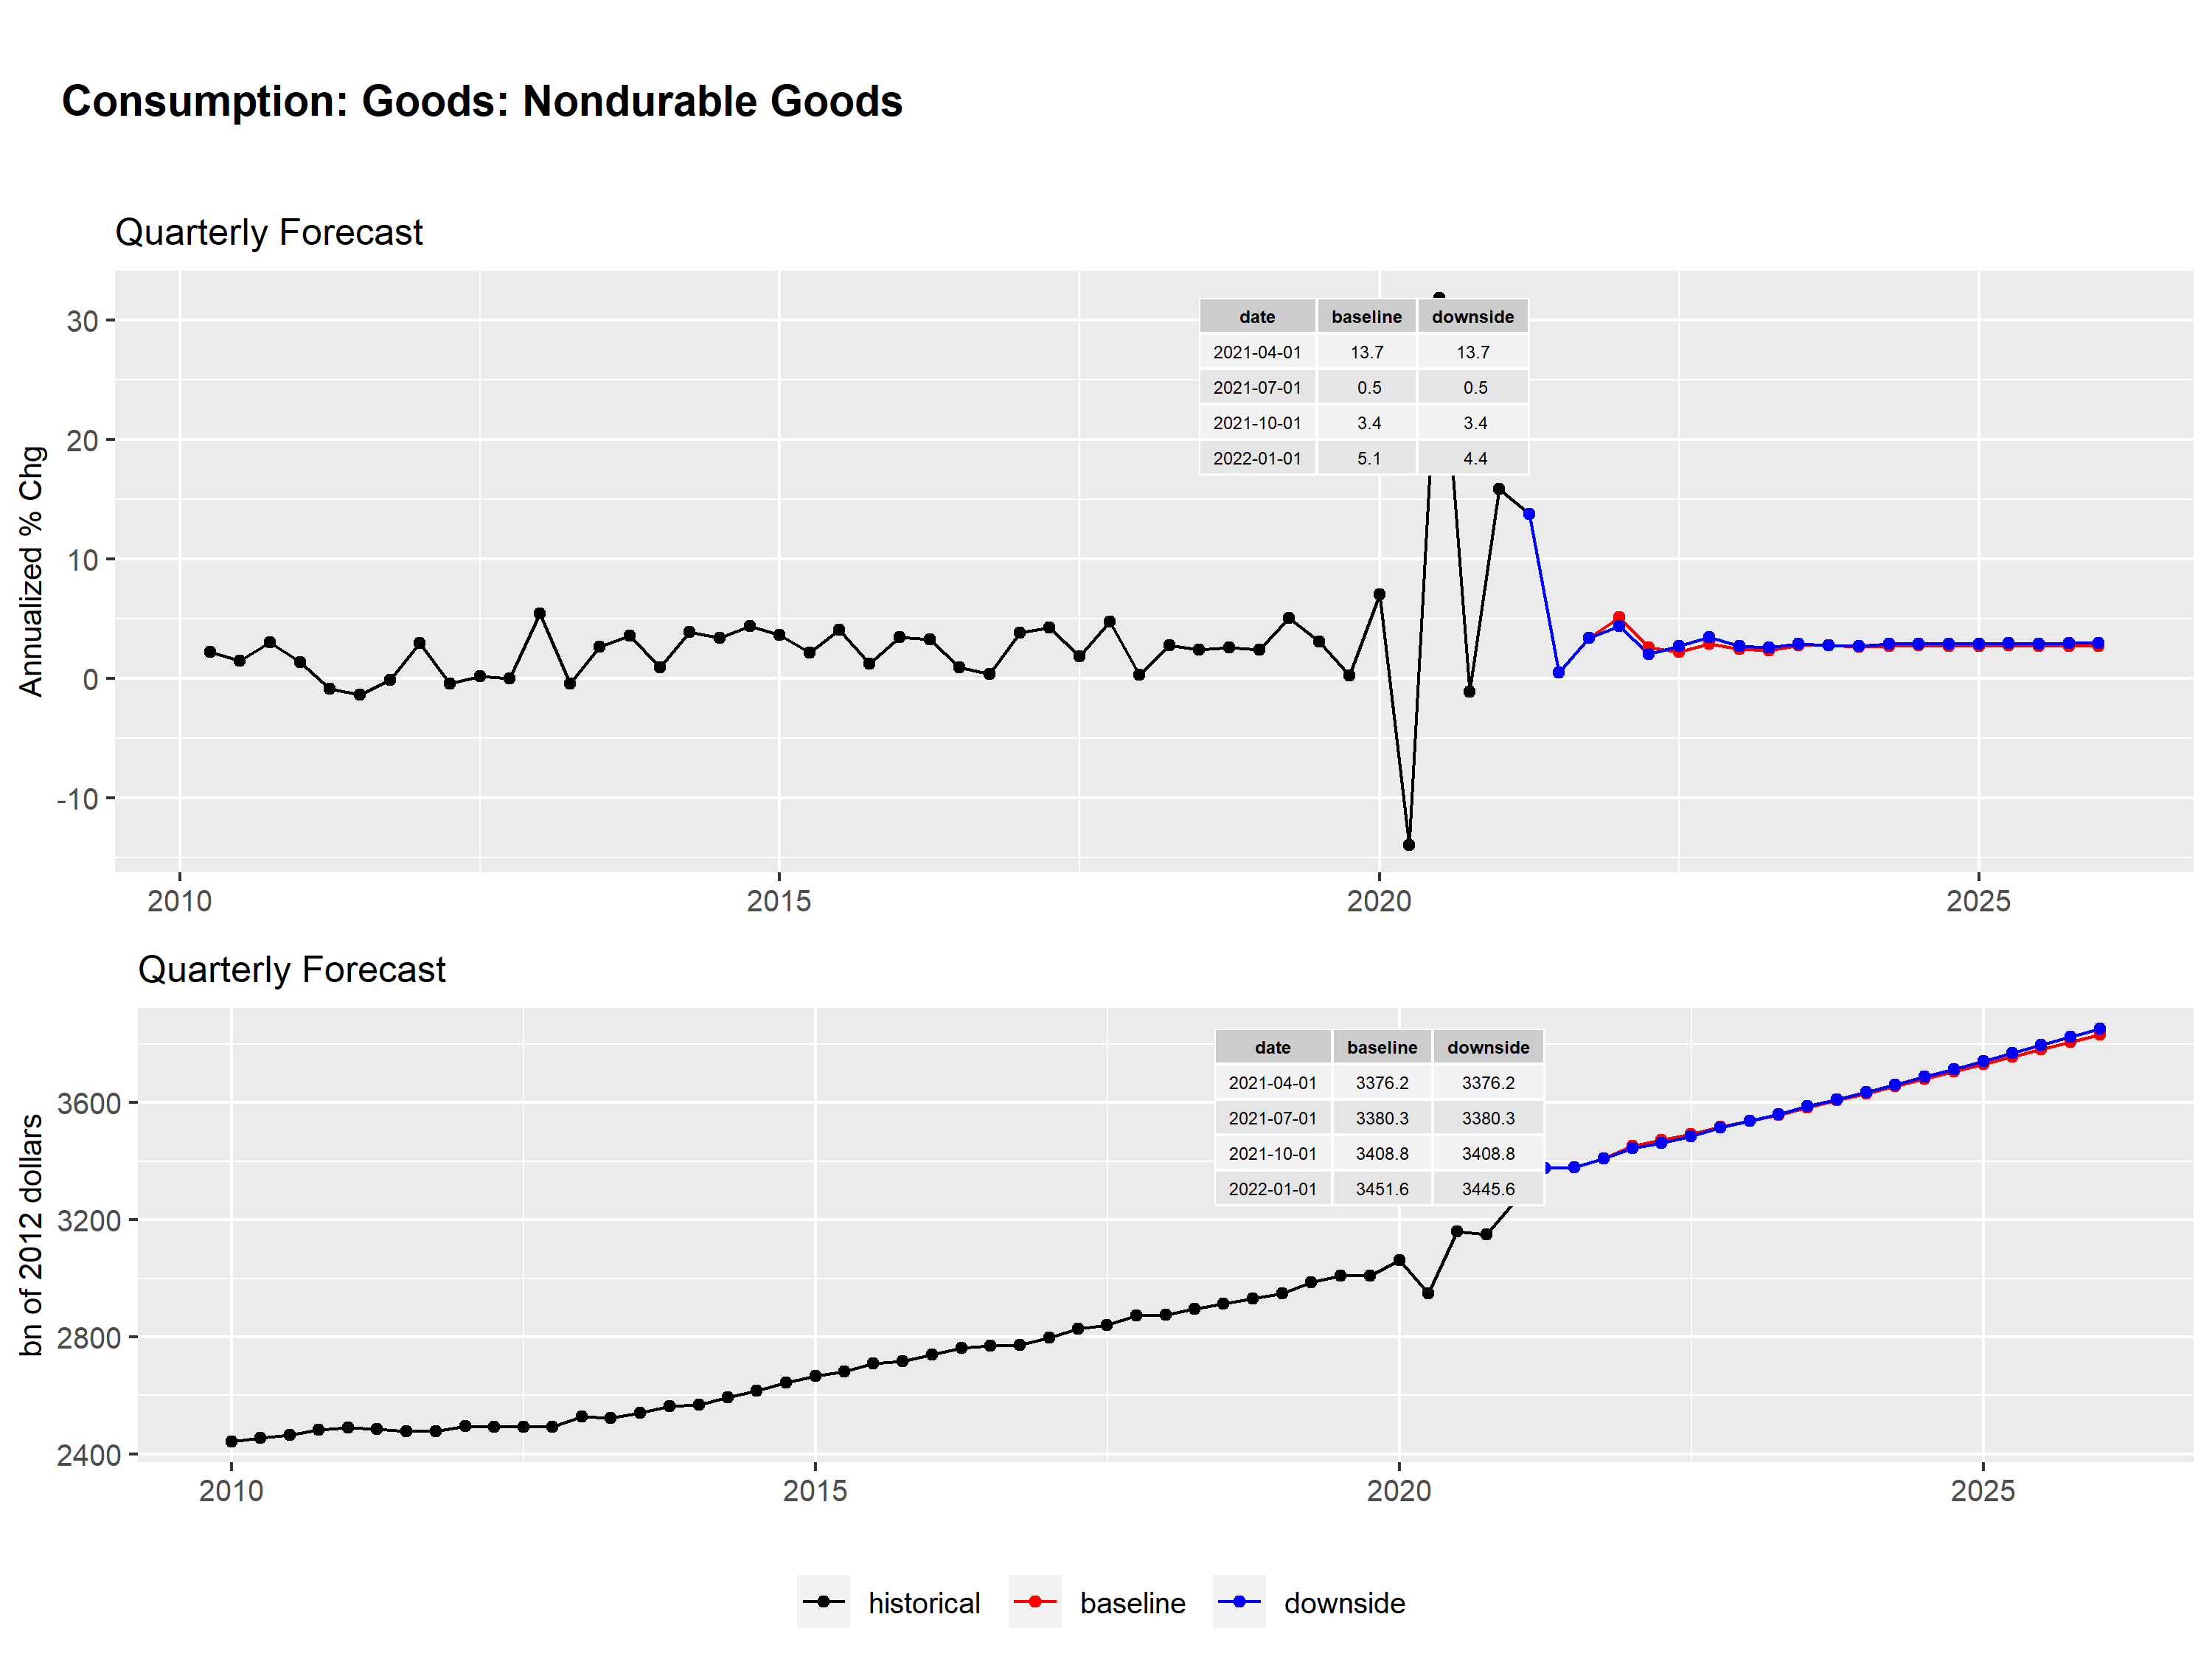 Consumption: Goods: Nondurable Goods
Quarterly Forecast
Annualized % Chg
30
20
10
0
-10
date baseline downside
2021-04-01 13.7 13.7
2021-07-01 0.5 0.5
2021-10-01 3.4 3.4
2022-01-01 5.1 4.4
2010 2015 2020 2025
Quarterly Forecast
bn of 2012 dollars
3600
3200
2800
2400
date baseline downside
2021-04-01 3376.2 3376.2
2021-07-01 3380.3 3380.3
2021-10-01 3408.8 3408.8
2022-01-01 3451.6 3445.6
2010 2015 2020 2025
historical baseline downside